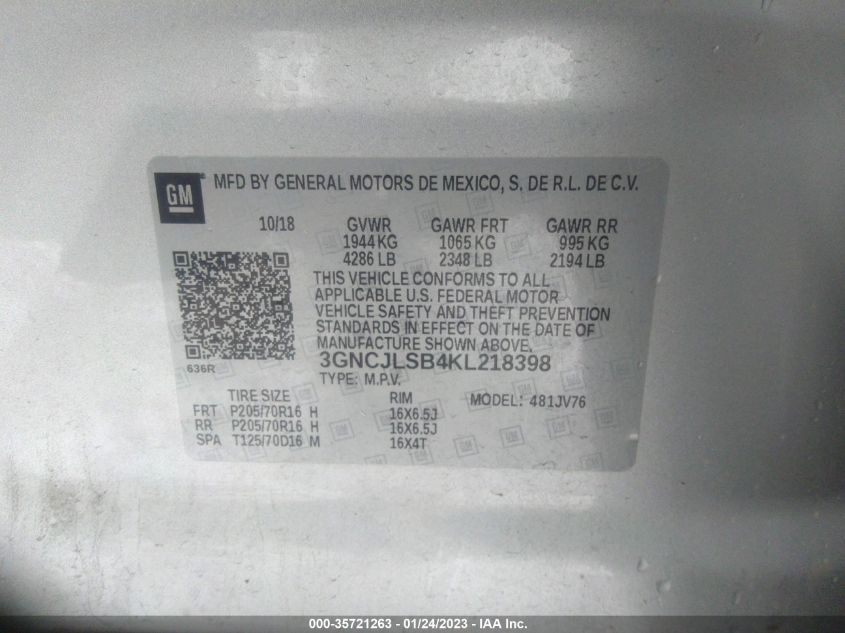 GM ® MFD BY GENERAL MOTORS DE MEXICO, S. DE R.L. DE C.V.
10/18 GVWR GAWR FRT GAWR RR
1944 KG 1065 KG 995 KG
4286 LB 2348 LB 2194 LB
THIS VEHICLE CONFORMS TO ALL
APPLICABLE U.S. FEDERAL MOTOR
VEHICLE SAFETY AND THEFT PREVENTION
STANDARDS IN EFFECT ON THE DATE OF
MANUFACTURE SHOWN ABOVE.
636R 3GNCJLSB4KL218398
TYPE: M.P.V.
TIRE SIZE RIM MODEL: 481JV76
FRT P205/70R16 H 16X6.5J
RR P205/70R16 H 16X6.5J
SPA T125/70D16 M 16X4T
000-35721263 - 01/24/2023 - IAA Inc.